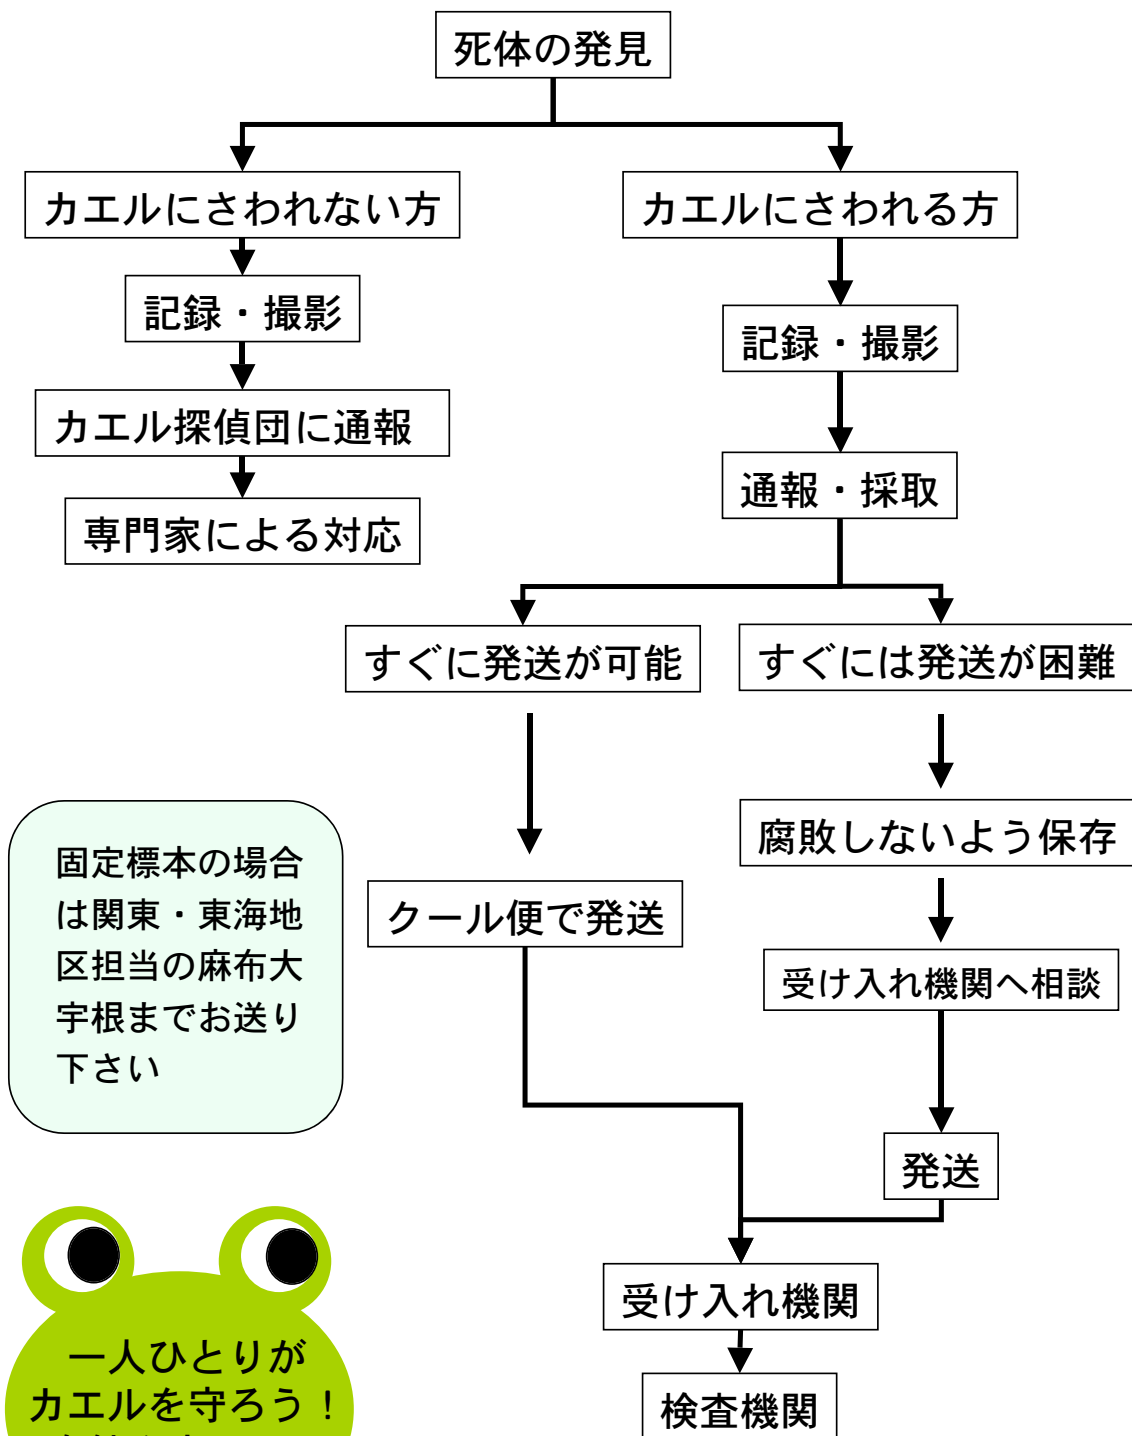 死体の発見
カエルにさわれない方
カエルにさわれる方
記録・撮影
記録・撮影
カエル探偵団に通報
通報・採取
専門家による対応
すぐに発送が可能
すぐには発送が困難
腐敗しないよう保存
クール便で発送
受け入れ機関へ相談
固定標本の場合
は関東・東海地
区担当の麻布大
宇根までお送り
下さい
発送
受け入れ機関
検査機関
一人ひとりが
カエルを守ろう！